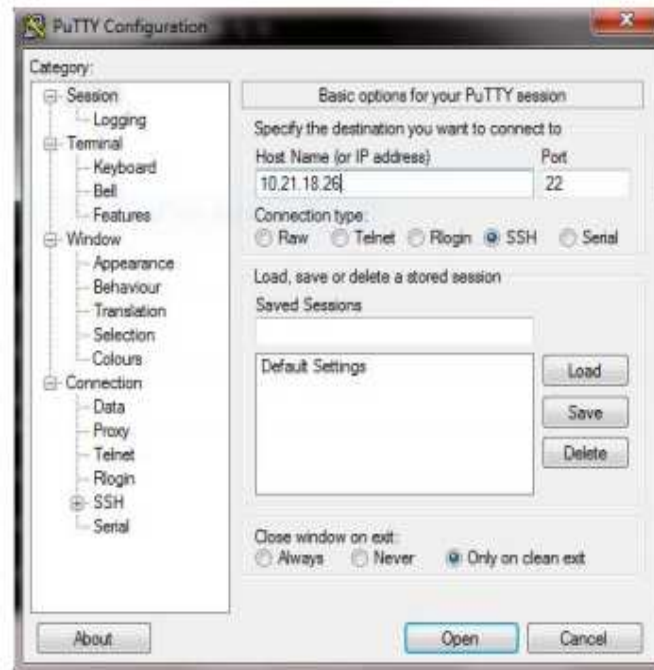 PuTTY Configuration
Category:
Session
Logging
Terminal
Keyboard
Bell
Features
Window
Appearance
Behaviour
Translation
Selection
Colours
Connection
Data
Proxy
Telnet
Rlogin
SSH
Serial
Basic options for your PuTTY session
Specify the destination you want to connect to
Host Name (or IP address) Port
10.21.18.26 22
Connection type:
Raw Telnet Rlogin SSH Serial
Load, save or delete a stored session
Saved Sessions
Default Settings
Load
Save
Delete
Close window on exit:
Always Never Only on clean exit
About Open Cancel